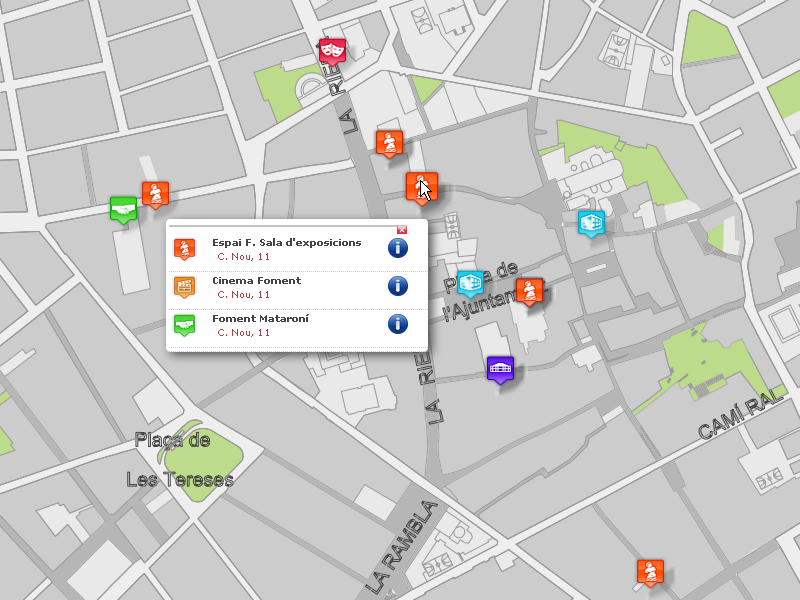 LA RIE
Espai F. Sala d'exposicions
C. Nou, 11
Cinema Foment
C. Nou, 11
Foment Mataroní
C. Nou, 11
de
l'Ajuntam
LA RIE
CAMÍ RAL
Plaça de
Les Tereses
LA RAMBLA